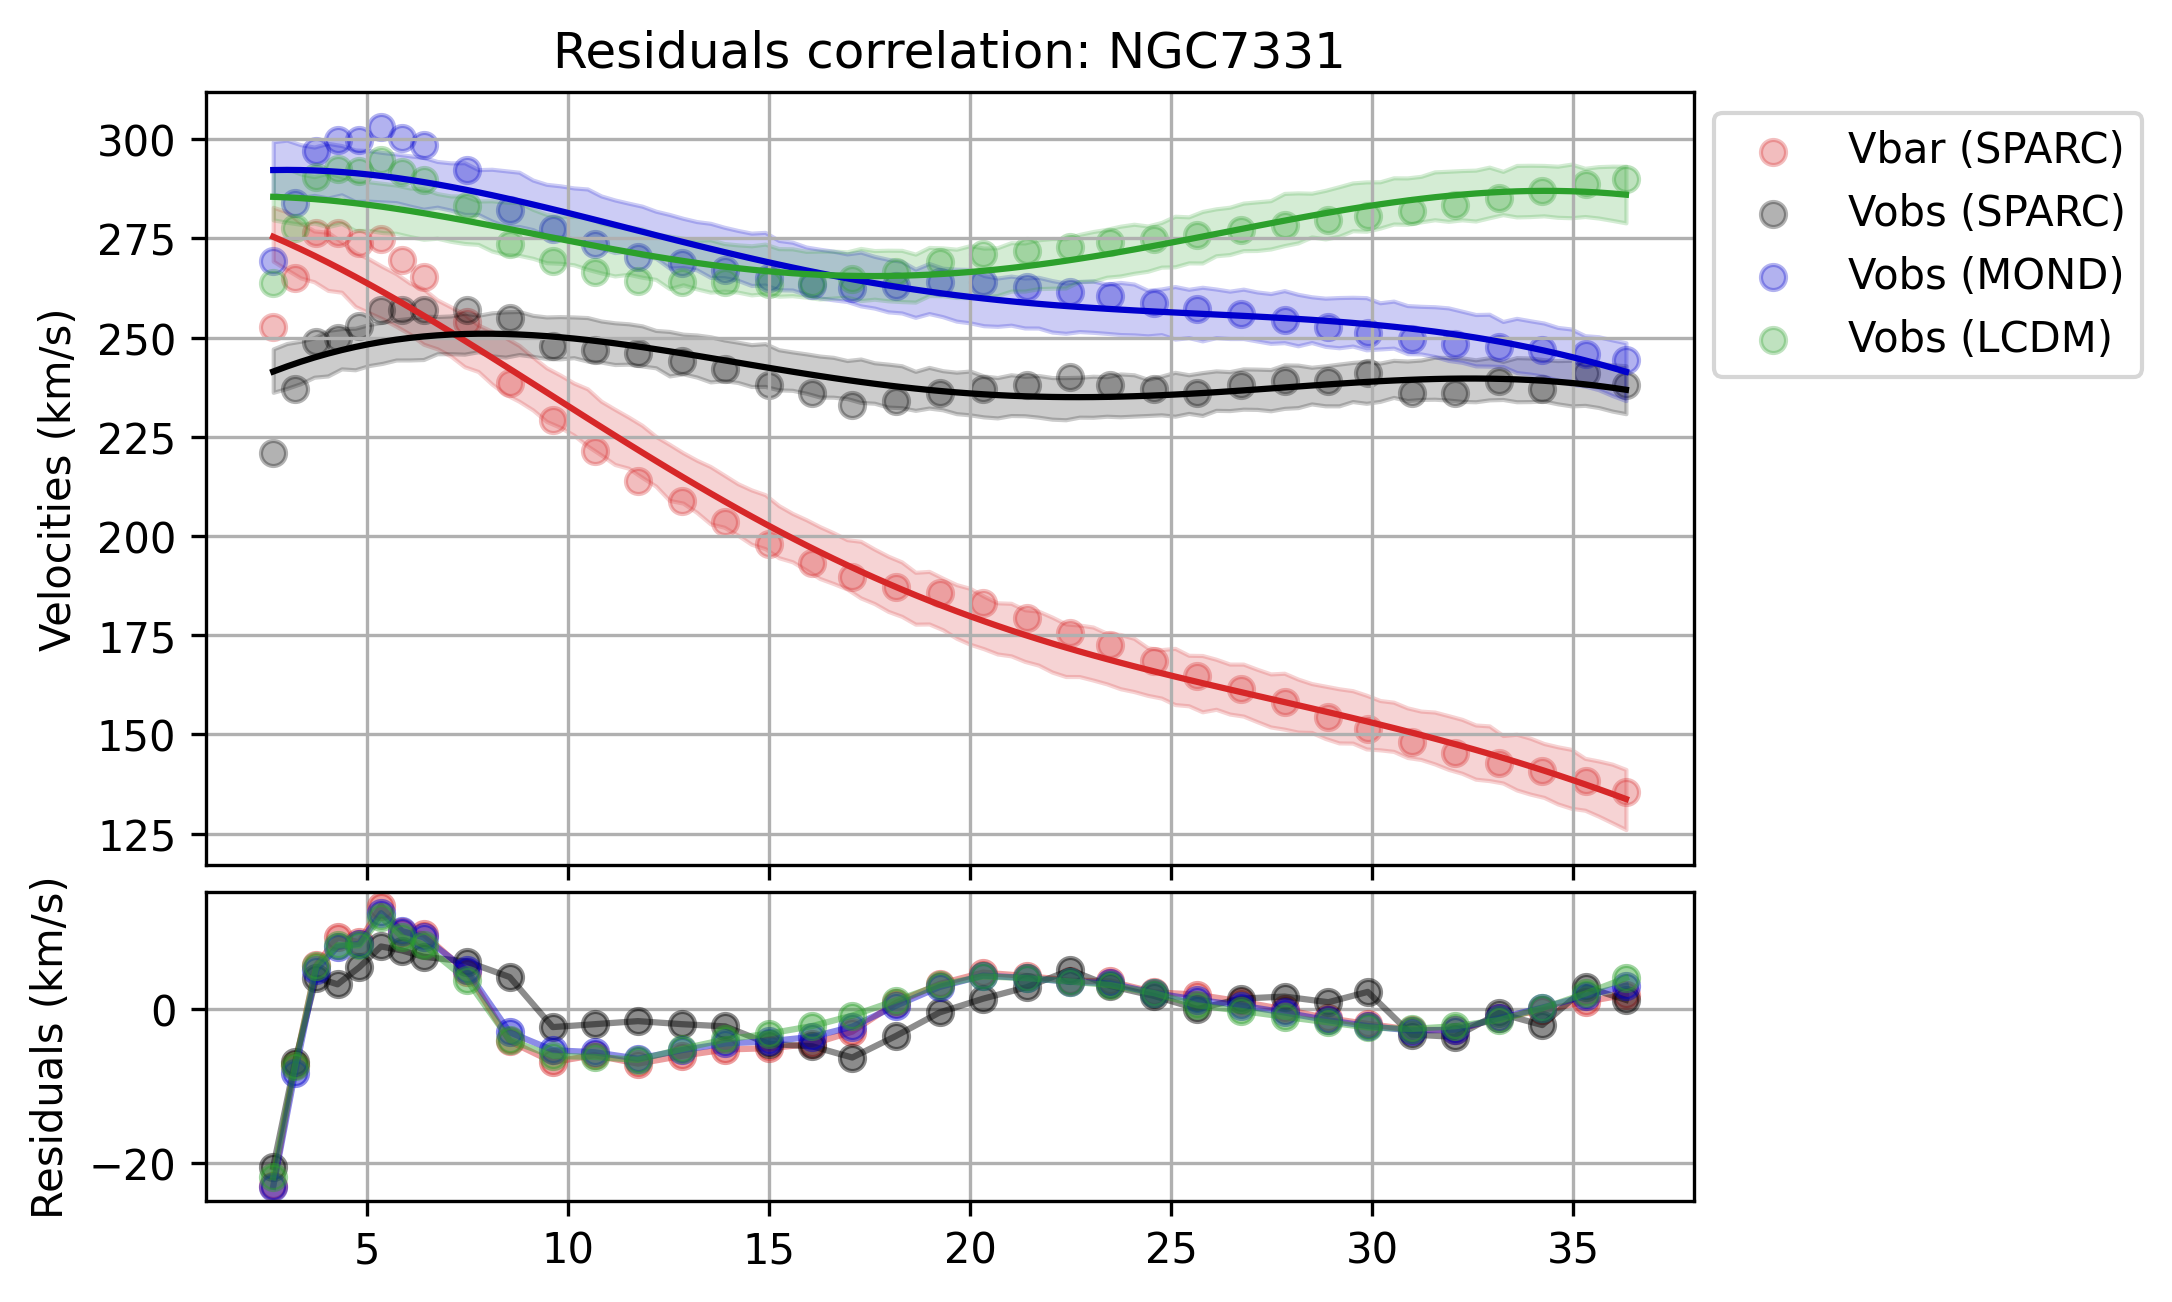 Residuals correlation: NGC7331
Velocities (km/s)
300
275
250
225
200
175
150
125
Vbar (SPARC)
Vobs (SPARC)
Vobs (MOND)
Vobs (LCDM)
Residuals (km/s)
0
−20
5 10 15 20 25 30 35